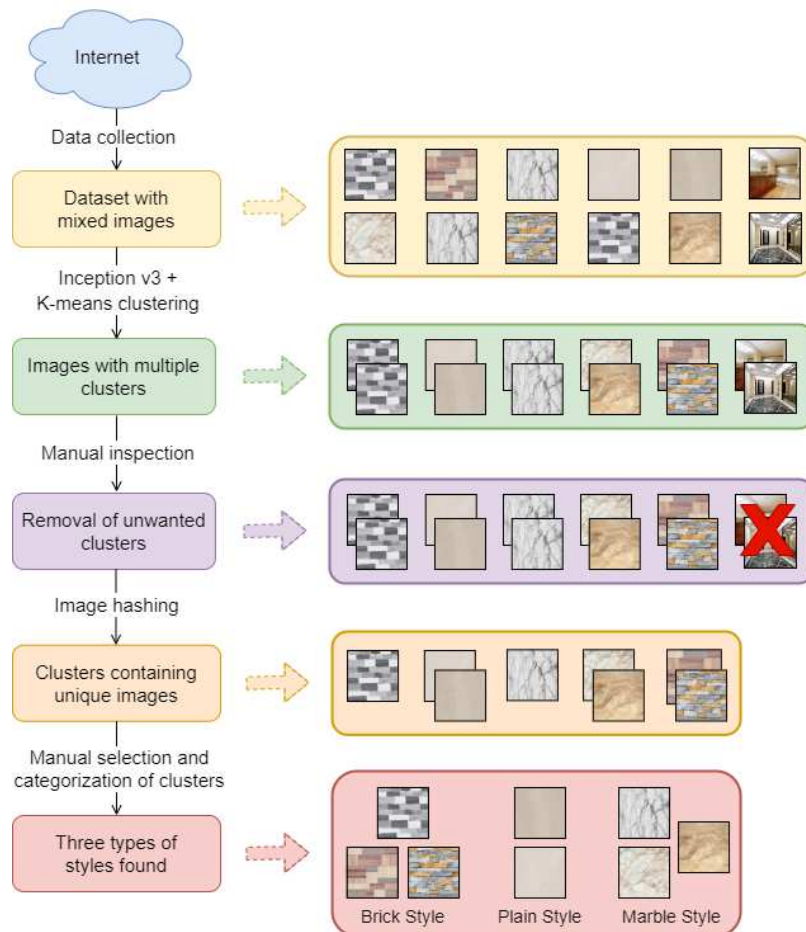 Internet
Data collection
Dataset with
mixed images
Inception v3 +
K-means clustering
Images with multiple
clusters
Manual inspection
Removal of unwanted
clusters
Image hashing
Clusters containing
unique images
Manual selection and
categorization of clusters
Three types of
styles found
Brick Style
Plain Style
Marble Style